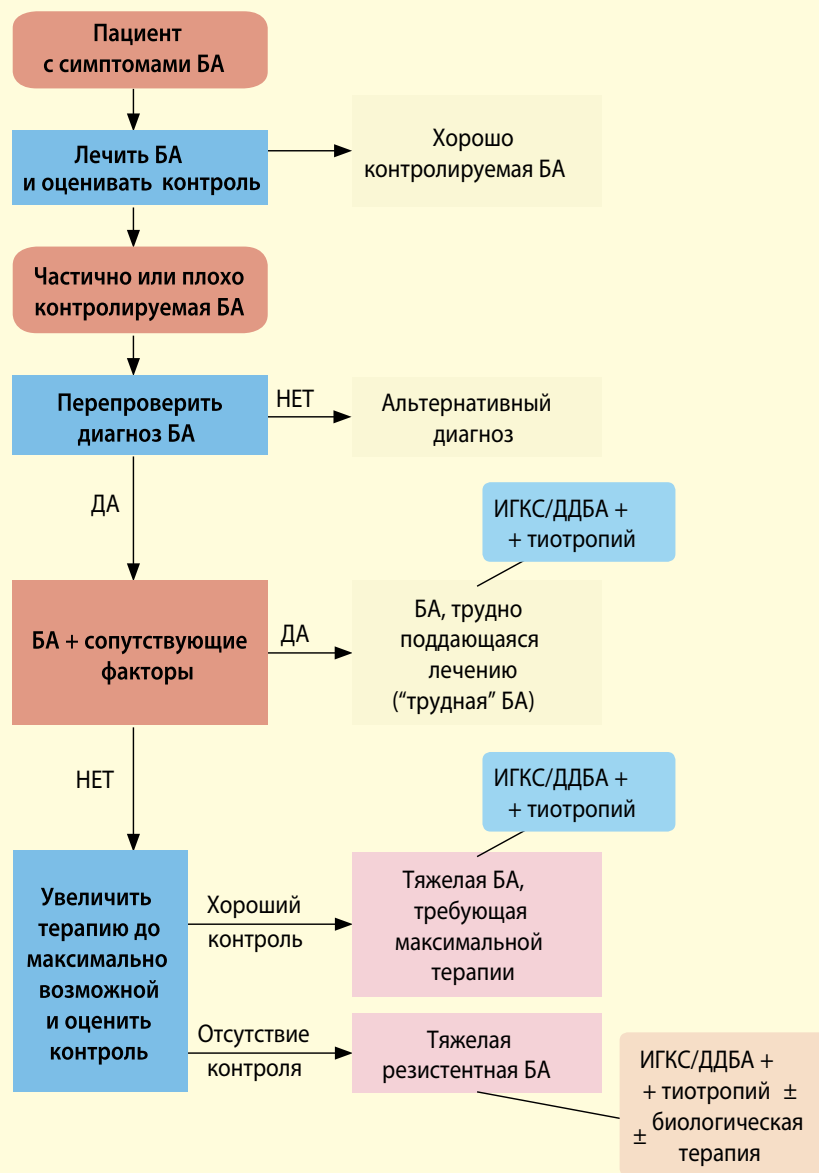 Пациент
с симптомами БА
Лечить БА
и оценивать контроль
Хорошо
контролируемая БА
Частично или плохо
контролируемая БА
Перепроверить
диагноз БА
НЕТ
Альтернативный
диагноз
ДА
ИГКС/ДДБА +
+ тиотропий
БА + сопутствующие
факторы
ДА
БА, трудно
поддающаяся
лечению
(“трудная” БА)
НЕТ
ИГКС/ДДБА +
+ тиотропий
Увеличить
терапию до
максимально
возможной
и оценить
контроль
Хороший
контроль
Тяжелая БА,
требующая
максимальной
терапии
Отсутствие
контроля
Тяжелая
резистентная БА
ИГКС/ДДБА +
+ тиотропий ±
± биологическая
терапия